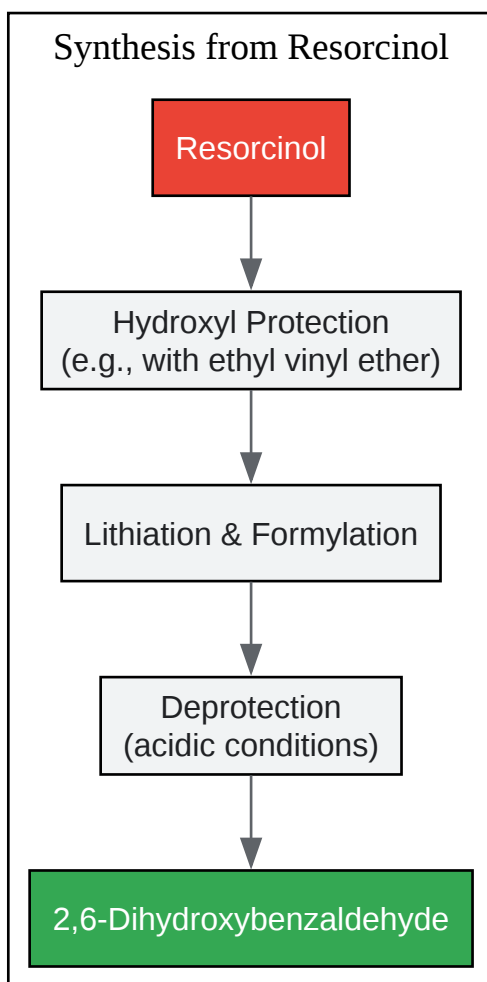 Synthesis from Resorcinol
Resorcinol
Hydroxyl Protection
(e.g., with ethyl vinyl ether)
Lithiation & Formylation
Deprotection
(acidic conditions)
2,6-Dihydroxybenzaldehyde